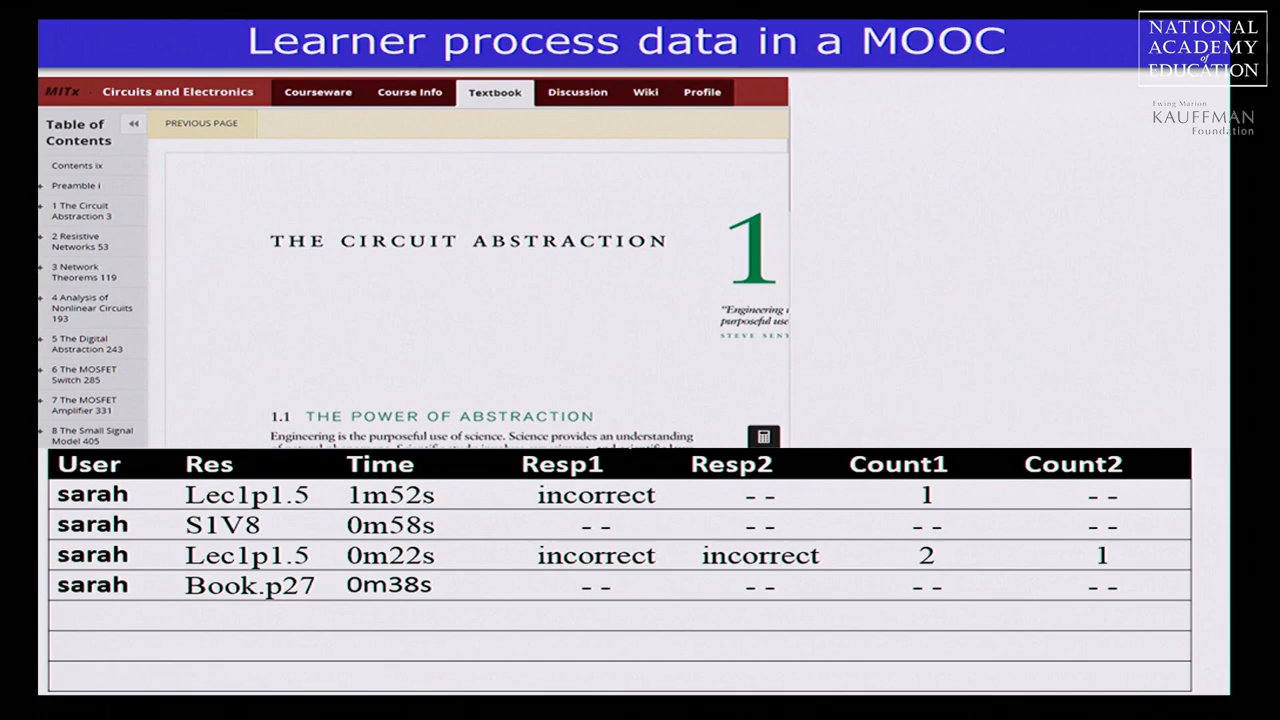 Learner process data in a MOOC
NATIONAL
ACADEMY
of
EDUCATION
Ewing Marion
KAUFFMAN
Foundation
MITx Circuits and Electronics Courseware Course Info Textbook Discussion Wiki Profile
Table of
Contents
PREVIOUS PAGE
Contents ix
Preamble i
1 The Circuit
Abstraction 3
2 Resistive
Networks 53
3 Network
Theorems 119
4 Analysis of
Nonlinear Circuits
193
5 The Digital
Abstraction 243
6 The MOSFET
Switch 285
7 The MOSFET
Amplifier 331
8 The Small Signal
Model 405
THE CIRCUIT ABSTRACTION
1
"Engineering
purposeful use
STEVE SEN
1.1 THE POWER OF ABSTRACTION
Engineering is the purposeful use of science. Science provides an understanding
User Res Time Resp1 Resp2 Count1 Count2
sarah Lec1p1.5 1m52s incorrect - - 1 - -
sarah S1V8 0m58s - - - - - - - -
sarah Lec1p1.5 0m22s incorrect incorrect 2 1
sarah Book.p27 0m38s - - - - - - - -